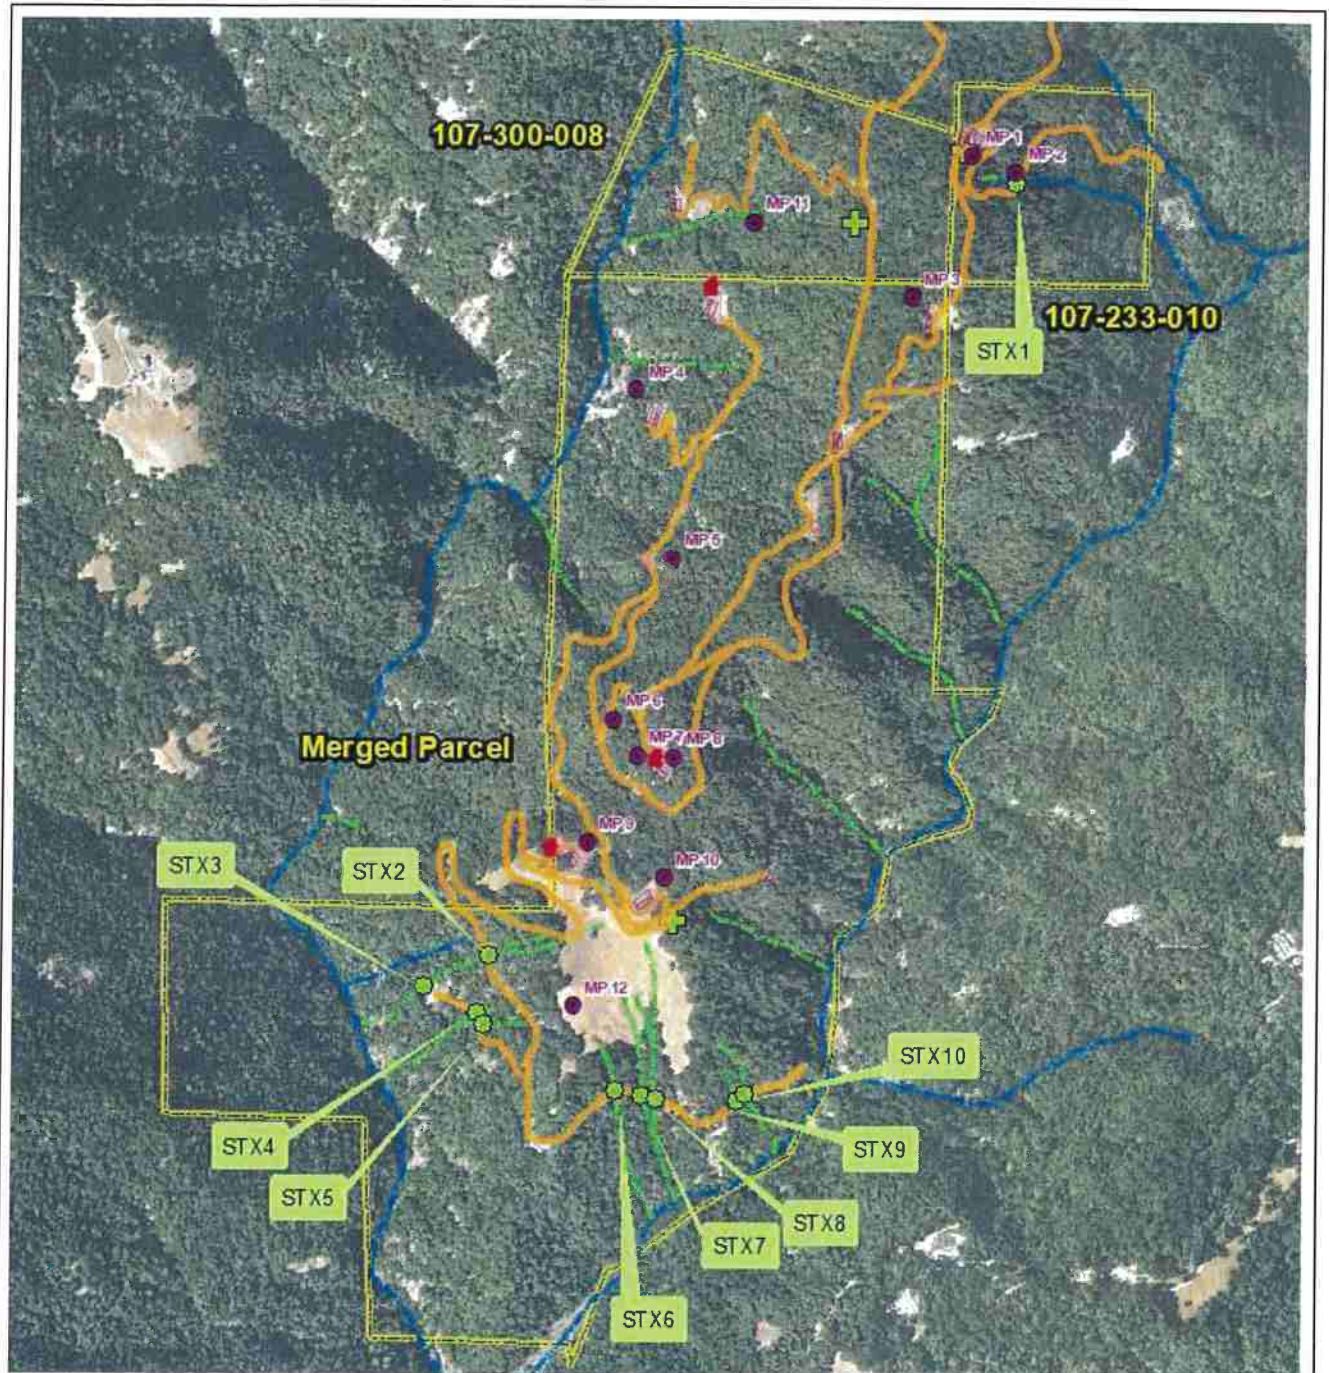 107-300-008
MP 1
MP 2
MP 11
MP 3
107-233-010
STX1
MP 4
MP 5
MP 6
MP 7
MP 8
Merged Parcel
MP 9
STX3
STX2
MP 10
MP 12
STX10
STX4
STX9
STX5
STX8
STX7
STX6